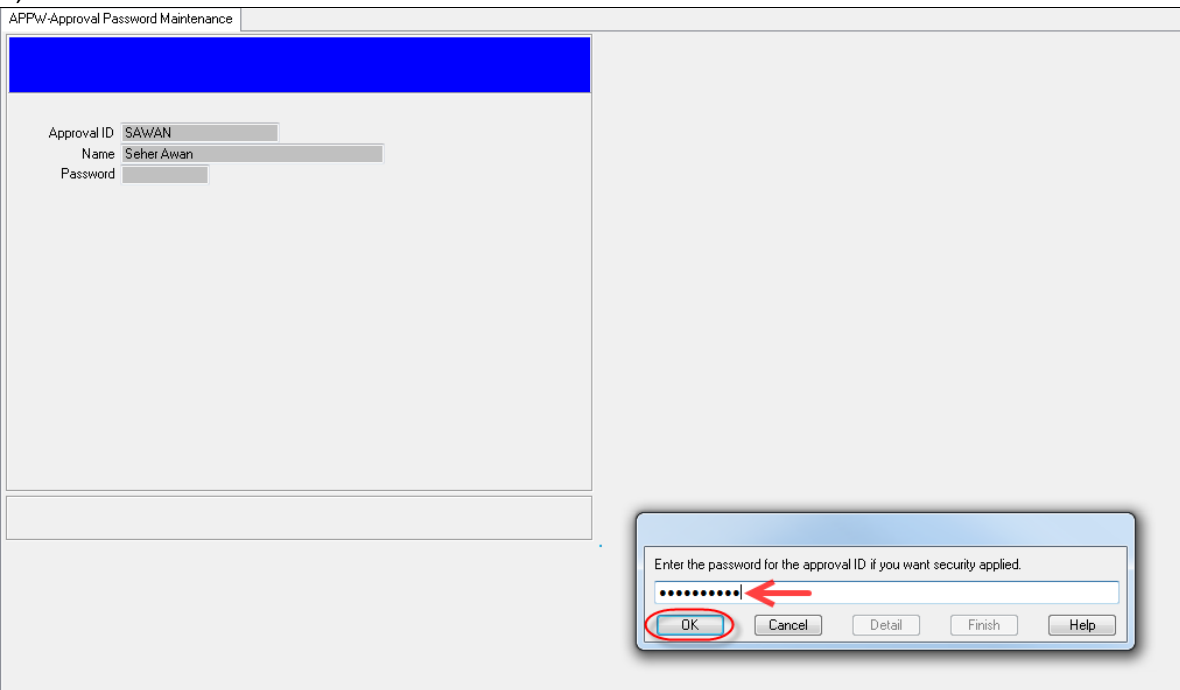 APPW-Approval Password Maintenance
Approval ID SAWAN
Name Seher Awan
Password
Enter the password for the approval ID if you want security applied.
••••••••••
OK Cancel Detail Finish Help